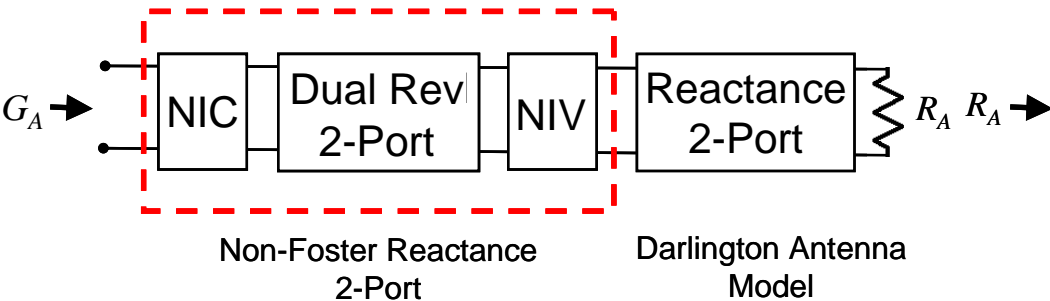 G_A
NIC
Dual Rev
2-Port
NIV
Reactance
2-Port
R_A
R_A
Non-Foster Reactance
2-Port
Darlington Antenna
Model